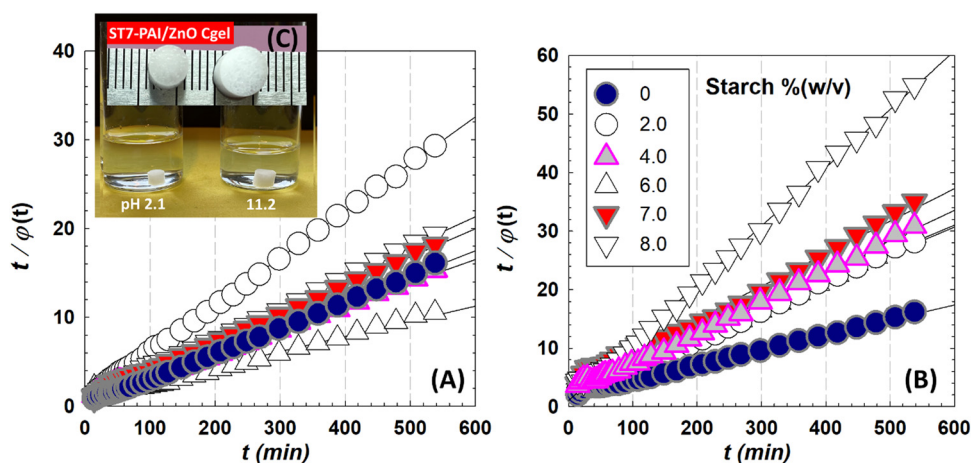 ST7-PAI/ZnO Cgel
(C)
pH 2.1
11.2
40
30
20
10
0
t / φ(t)
0 100 200 300 400 500 600
t (min)
(A)
60
50
40
30
20
10
0
t / φ(t)
Starch %(w/v)
0
2.0
4.0
6.0
7.0
8.0
0 100 200 300 400 500 600
t (min)
(B)